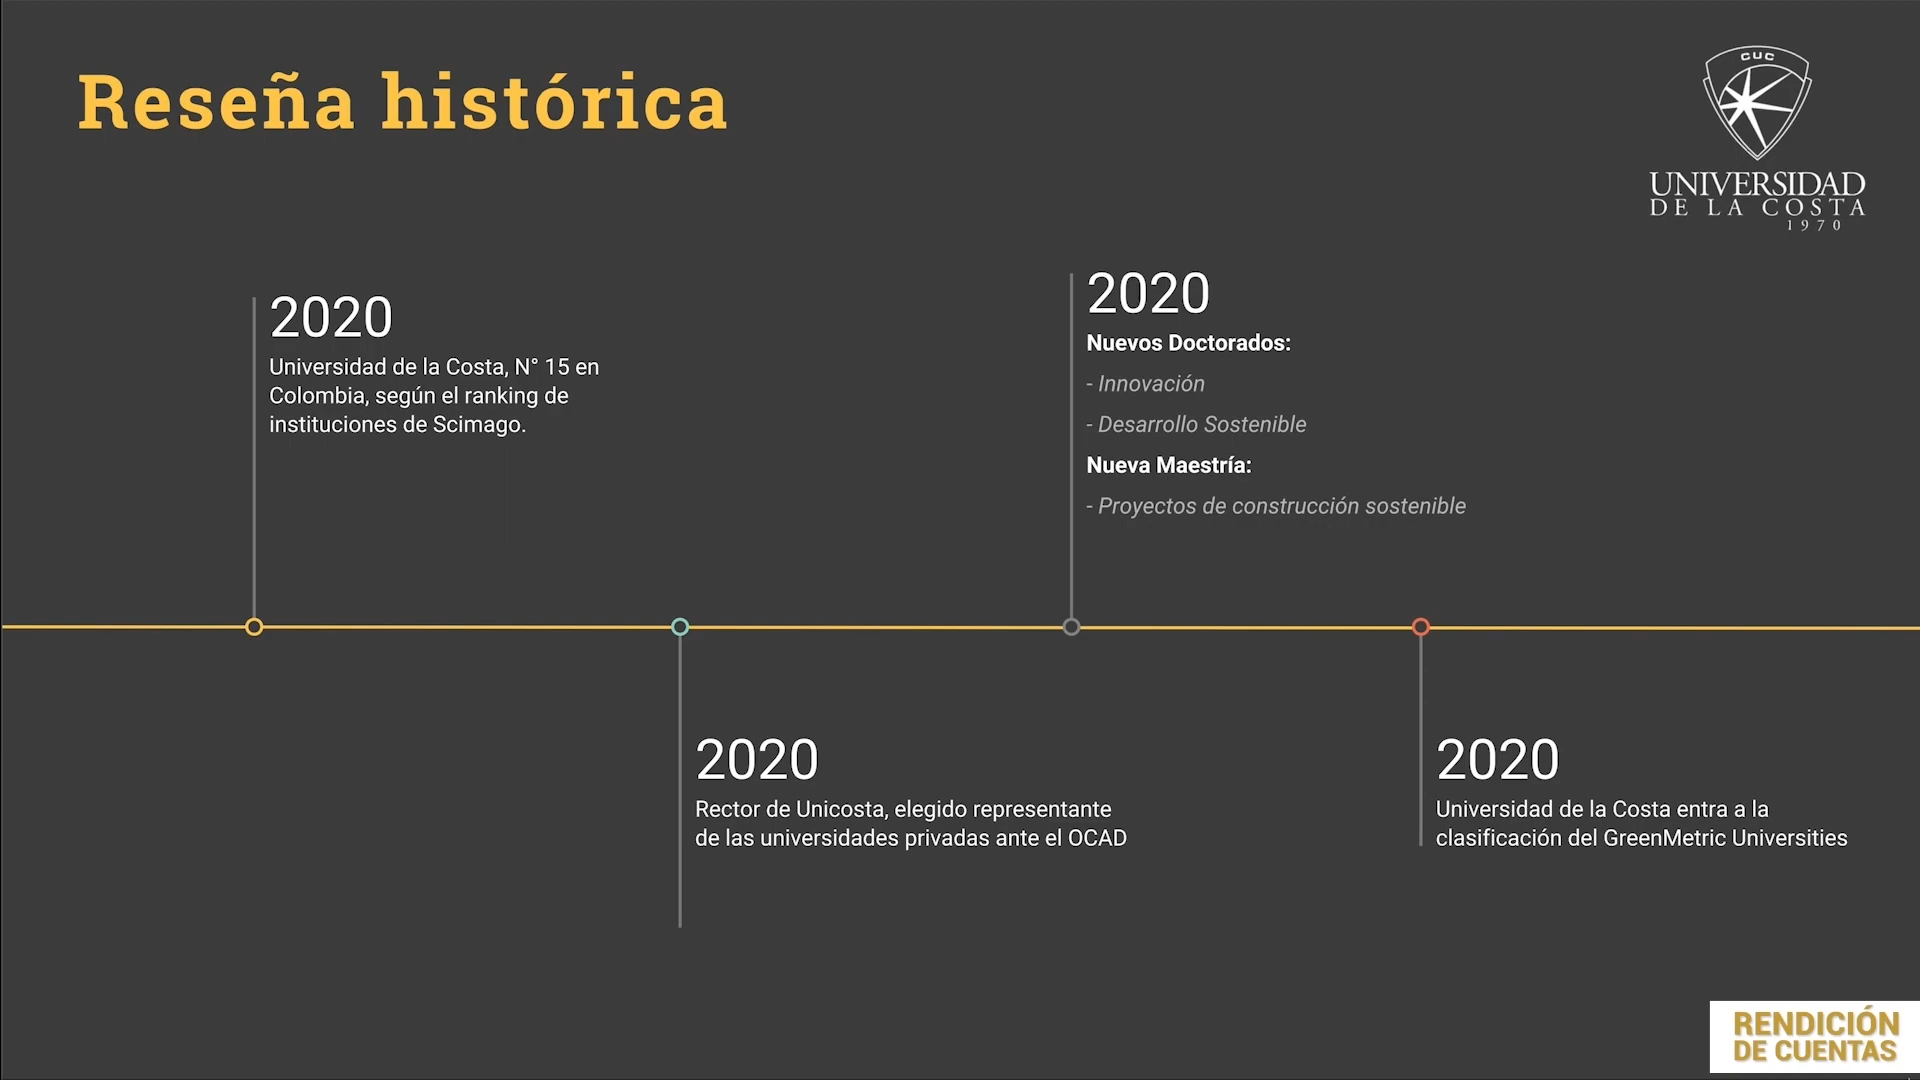 Reseña histórica
CUC
UNIVERSIDAD
DE LA COSTA
1970
2020
Universidad de la Costa, N° 15 en
Colombia, según el ranking de
instituciones de Scimago.
2020
Nuevos Doctorados:
- Innovación
- Desarrollo Sostenible
Nueva Maestría:
- Proyectos de construcción sostenible
2020
Rector de Unicosta, elegido representante
de las universidades privadas ante el OCAD
2020
Universidad de la Costa entra a la
clasificación del GreenMetric Universities
RENDICIÓN
DE CUENTAS